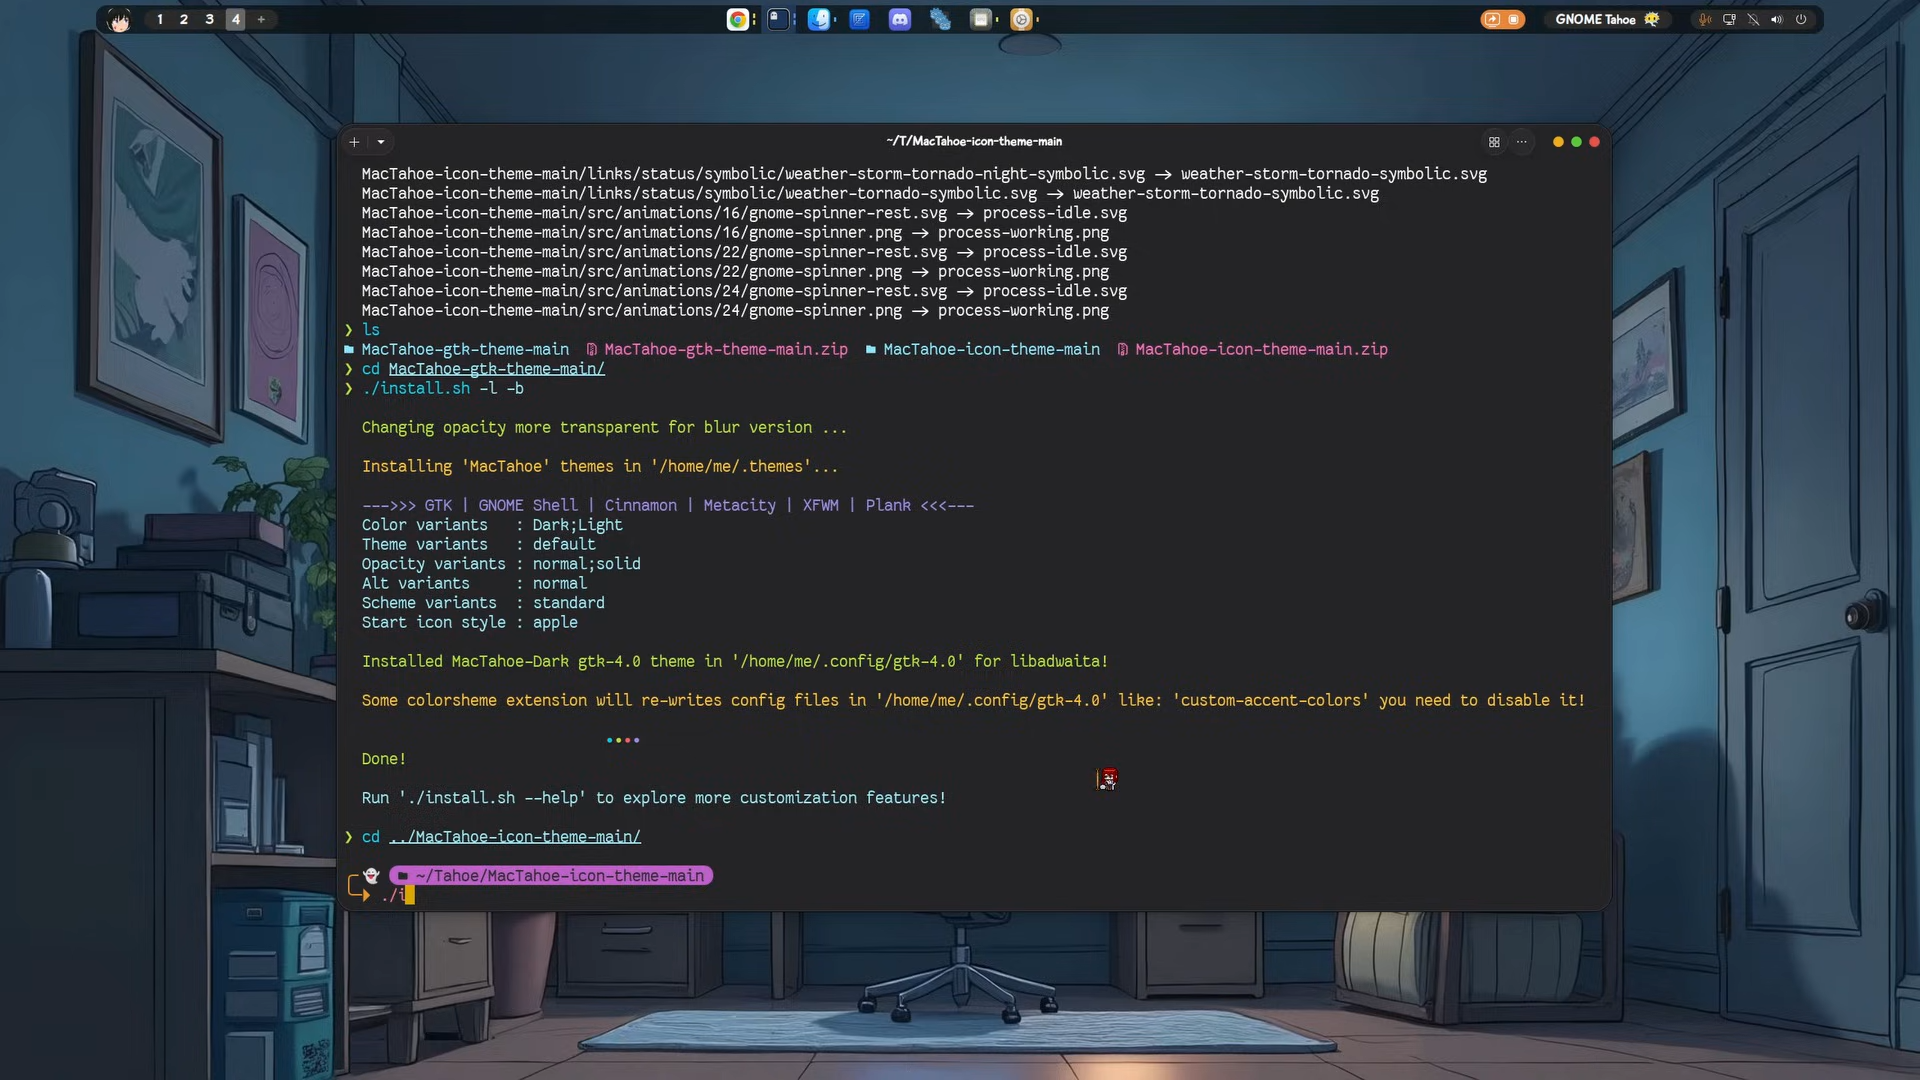 1 2 3 4 +
GNOME Tahoe
~/T/MacTahoe-icon-theme-main
MacTahoe-icon-theme-main/links/status/symbolic/weather-storm-tornado-night-symbolic.svg -> weather-storm-tornado-symbolic.svg
MacTahoe-icon-theme-main/links/status/symbolic/weather-storm-tornado-symbolic.svg -> weather-storm-tornado-symbolic.svg
MacTahoe-icon-theme-main/src/animations/16/gnome-spinner-rest.svg -> process-idle.svg
MacTahoe-icon-theme-main/src/animations/16/gnome-spinner.png -> process-working.png
MacTahoe-icon-theme-main/src/animations/22/gnome-spinner-rest.svg -> process-idle.svg
MacTahoe-icon-theme-main/src/animations/22/gnome-spinner.png -> process-working.png
MacTahoe-icon-theme-main/src/animations/24/gnome-spinner-rest.svg -> process-idle.svg
MacTahoe-icon-theme-main/src/animations/24/gnome-spinner.png -> process-working.png
❯ ls
MacTahoe-gtk-theme-main MacTahoe-gtk-theme-main.zip MacTahoe-icon-theme-main MacTahoe-icon-theme-main.zip
❯ cd MacTahoe-gtk-theme-main/
❯ ./install.sh -l -b
Changing opacity more transparent for blur version ...
Installing 'MacTahoe' themes in '/home/me/.themes'...
--->>> GTK | GNOME Shell | Cinnamon | Metacity | XFWM | Plank <<<---
Color variants : Dark;Light
Theme variants : default
Opacity variants : normal;solid
Alt variants : normal
Scheme variants : standard
Start icon style : apple
Installed MacTahoe-Dark gtk-4.0 theme in '/home/me/.config/gtk-4.0' for libadwaita!
Some colorsheme extension will re-writes config files in '/home/me/.config/gtk-4.0' like: 'custom-accent-colors' you need to disable it!
Done!
Run './install.sh --help' to explore more customization features!
❯ cd ../MacTahoe-icon-theme-main/
~/Tahoe/MacTahoe-icon-theme-main
./i